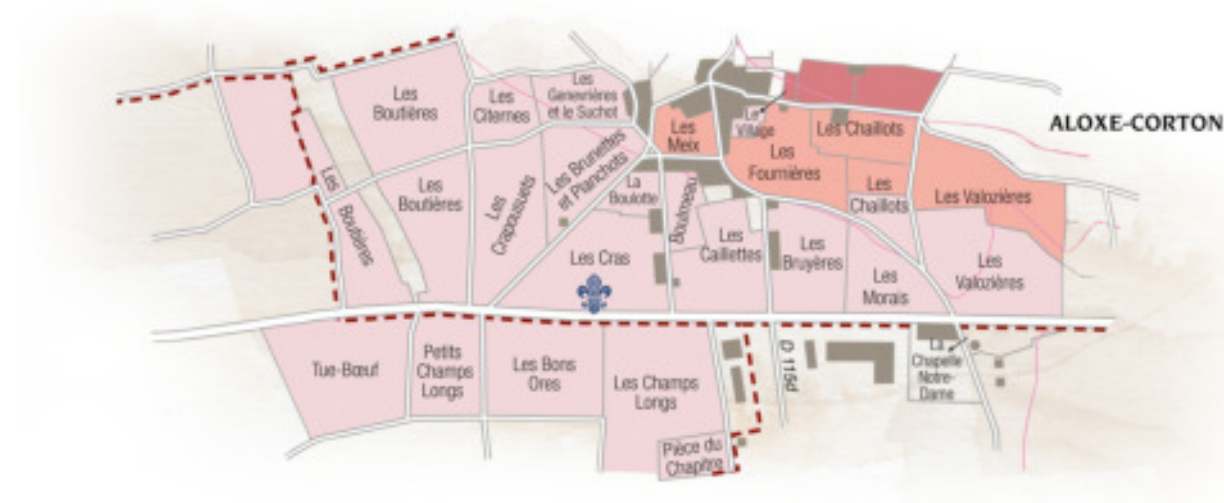 Les
Boutières
Les
Citernes
Les
Genevrières
et le Suchot
Le
Village
Les Chaillots
ALOXE-CORTON
Les
Meix
Les
Fournières
Les Brunettes
et Planchots
Les
Boutières
Les
Boutières
Les
Crapousuets
La
Boulotte
Boulmeau
Les
Chaillots
Les Valozières
Les Cras
Les
Caillettes
Les
Bruyères
Les
Morais
Les
Valozières
Tue-Bœuf
Petits
Champs
Longs
Les Bons
Ores
Les Champs
Longs
D 115d
La
Chapelle
Notre-
Dame
Pièce du
Chapitre